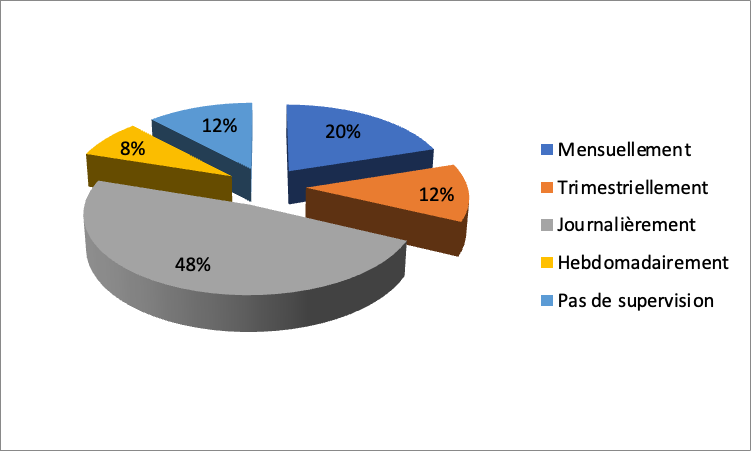 12%
20%
8%
12%
48%
Mensuellement
Trimestriellement
Journalièrement
Hebdomadairement
Pas de supervision